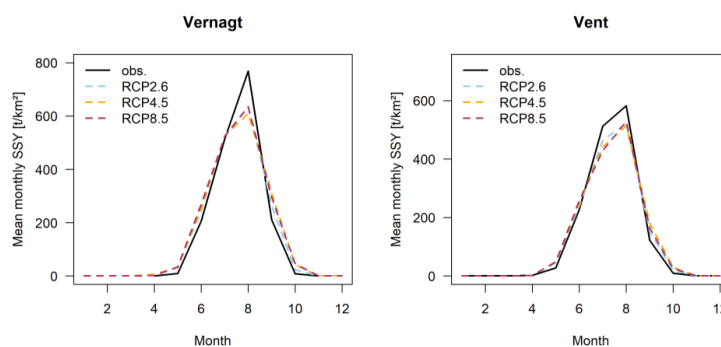 Vernagt
Mean monthly SSY [t/km²]
800
600
400
200
0
obs.
RCP2.6
RCP4.5
RCP8.5
2 4 6 8 10 12
Month
Vent
Mean monthly SSY [t/km²]
600
400
200
0
obs.
RCP2.6
RCP4.5
RCP8.5
2 4 6 8 10 12
Month